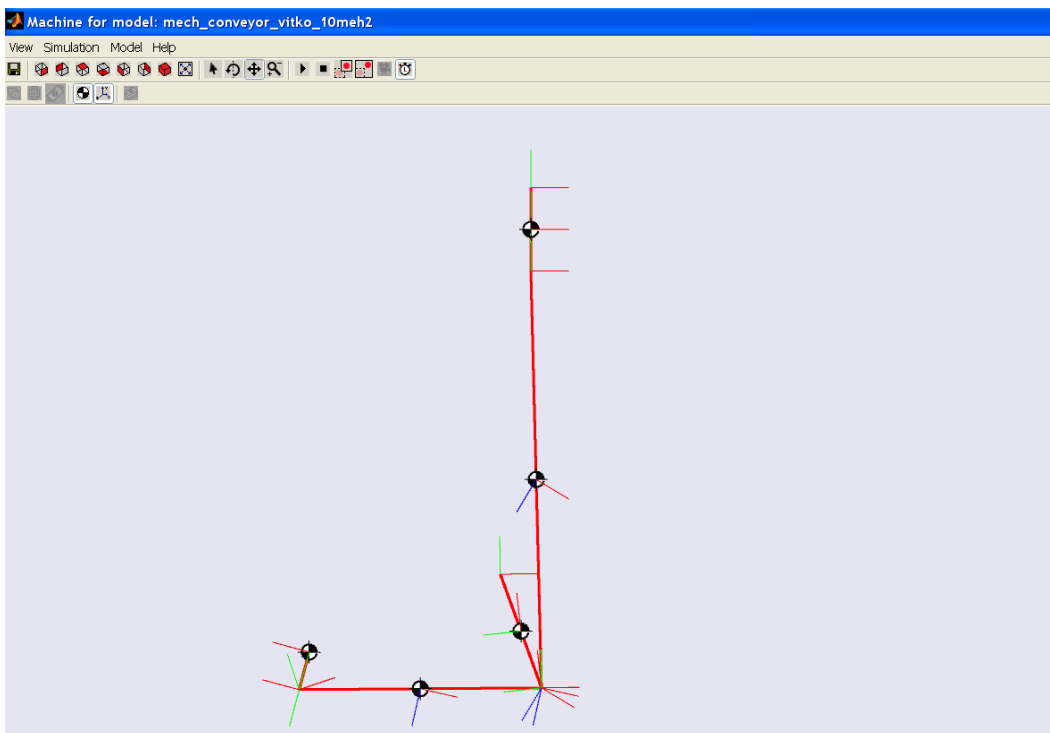 Machine for model: mech_conveyor_vitko_10meh2
View Simulation Model Help